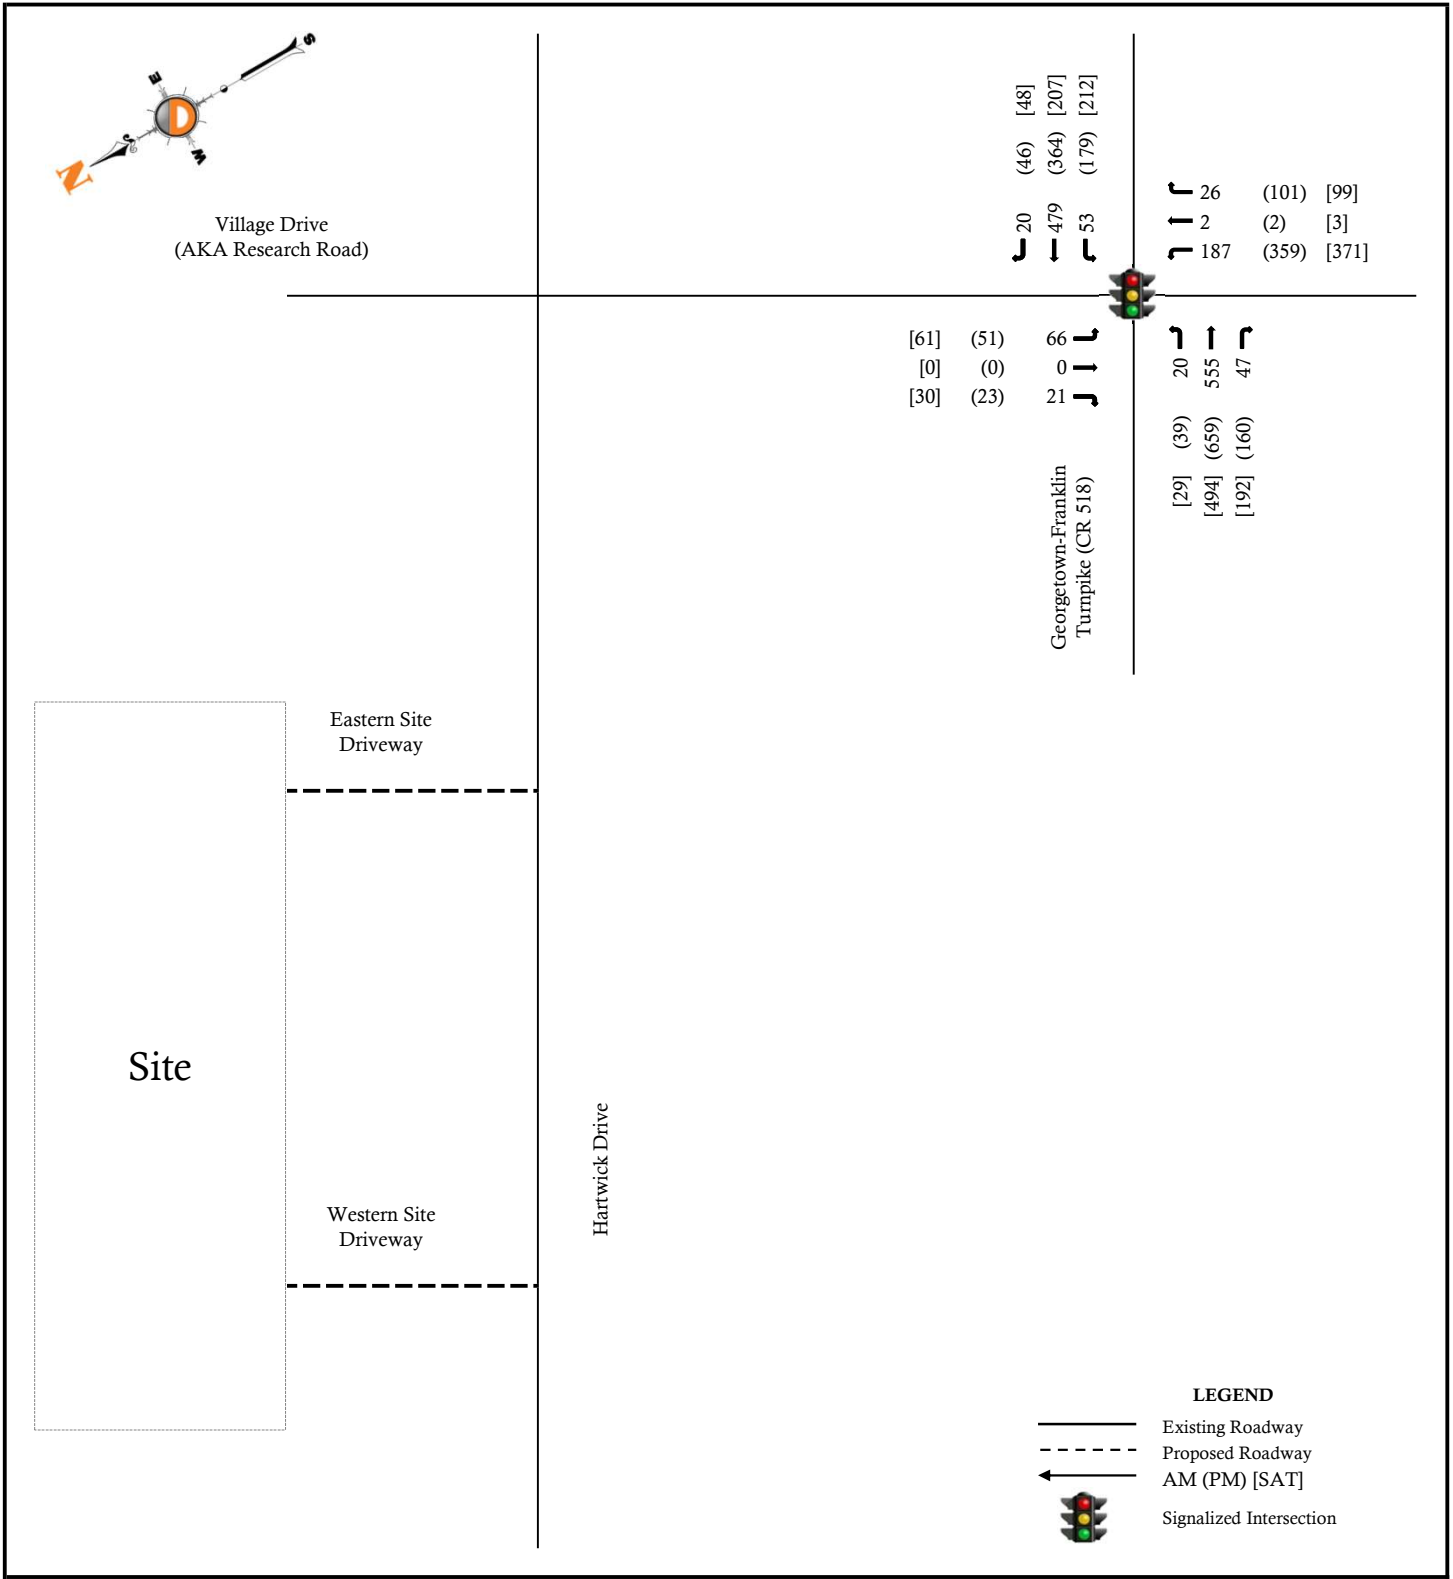 S
E
D
W
N
Village Drive
(AKA Research Road)
20 (46) [48]
479 (364) [207]
53 (179) [212]
26 (101) [99]
2 (2) [3]
187 (359) [371]
[61] (51) 66
[0] (0) 0
[30] (23) 21
[29] (39) 20
[494] (659) 555
[192] (160) 47
Georgetown-Franklin
Turnpike (CR 518)
Eastern Site
Driveway
Site
Hartwick Drive
Western Site
Driveway
LEGEND
Existing Roadway
Proposed Roadway
AM (PM) [SAT]
Signalized Intersection